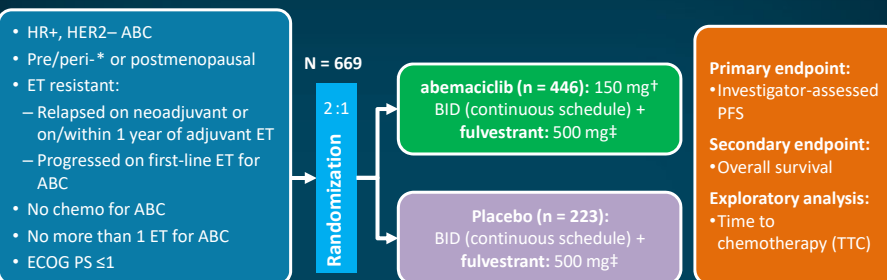 • HR+, HER2– ABC
• Pre/peri-* or postmenopausal
• ET resistant:
– Relapsed on neoadjuvant or
on/within 1 year of adjuvant ET
– Progressed on first-line ET for
ABC
• No chemo for ABC
• No more than 1 ET for ABC
• ECOG PS ≤1
N = 669
2:1
Randomization
abemaciclib (n = 446): 150 mg†
BID (continuous schedule) +
fulvestrant: 500 mg‡
Placebo (n = 223):
BID (continuous schedule) +
fulvestrant: 500 mg‡
Primary endpoint:
•Investigator-assessed
PFS
Secondary endpoint:
•Overall survival
Exploratory analysis:
•Time to
chemotherapy (TTC)